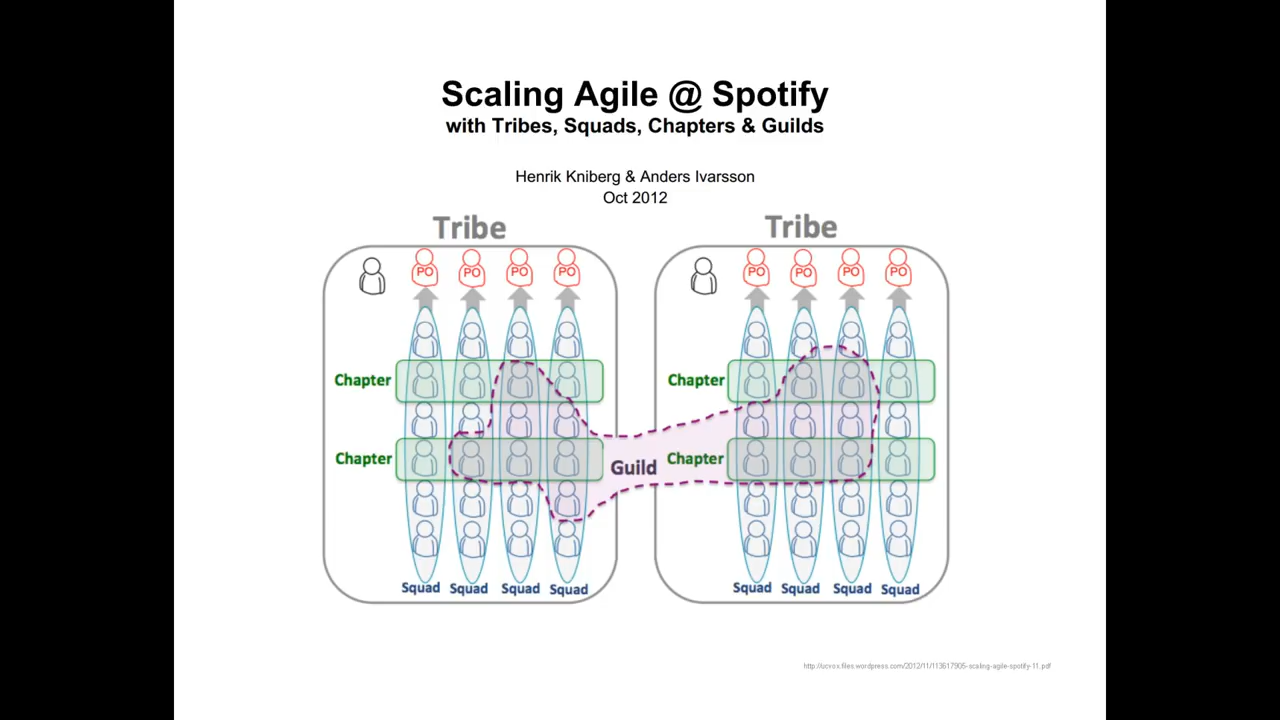 Scaling Agile @ Spotify
with Tribes, Squads, Chapters & Guilds
Henrik Kniberg & Anders Ivarsson
Oct 2012
Tribe Tribe
PO PO PO PO PO PO PO PO
Chapter Chapter
Chapter Guild Chapter
Squad Squad Squad Squad Squad Squad Squad Squad
http://ucvox.files.wordpress.com/2012/11/113617905-scaling-agile-spotify-11.pdf